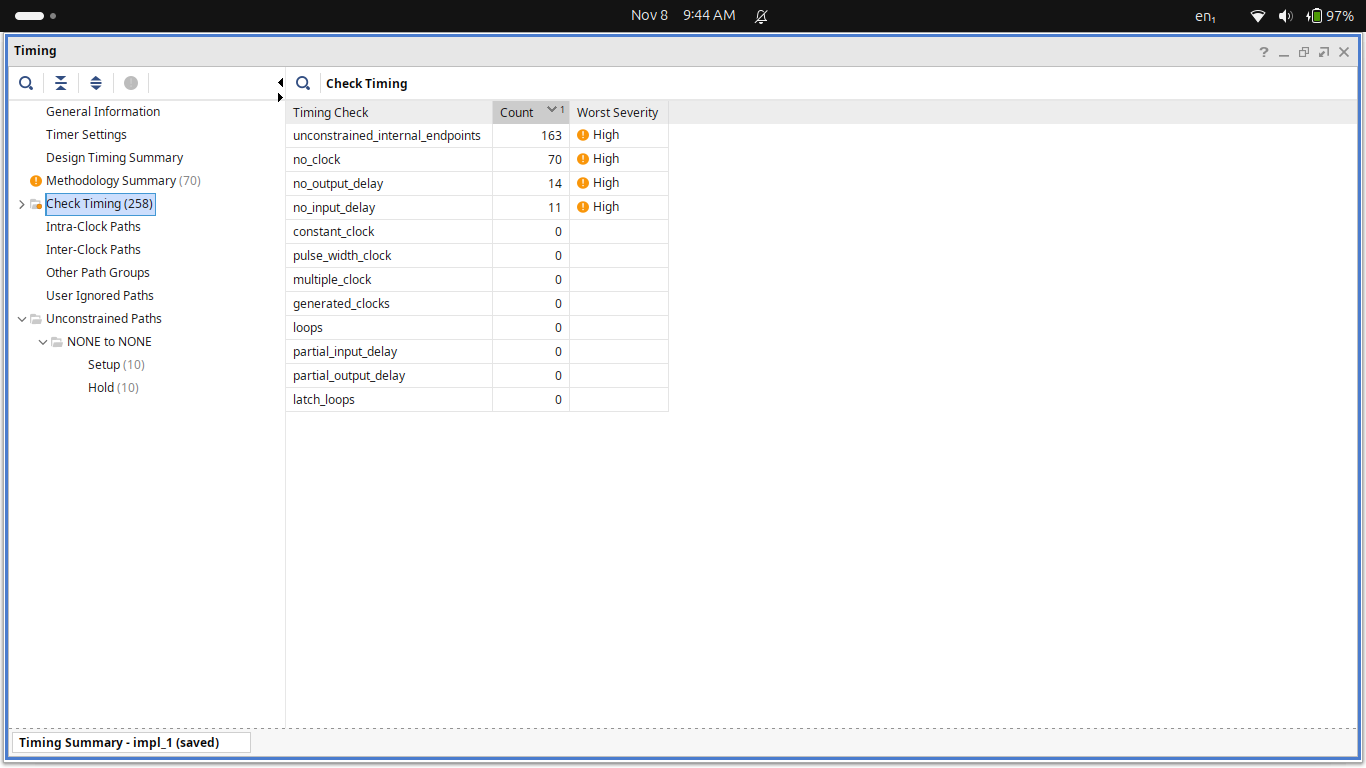 Nov 8 9:44 AM en₁ 97%
Timing
Check Timing
General Information
Timer Settings
Design Timing Summary
Methodology Summary (70)
Check Timing (258)
Intra-Clock Paths
Inter-Clock Paths
Other Path Groups
User Ignored Paths
Unconstrained Paths
NONE to NONE
Setup (10)
Hold (10)
Timing Check Count 1 Worst Severity
unconstrained_internal_endpoints 163 High
no_clock 70 High
no_output_delay 14 High
no_input_delay 11 High
constant_clock 0
pulse_width_clock 0
multiple_clock 0
generated_clocks 0
loops 0
partial_input_delay 0
partial_output_delay 0
latch_loops 0
Timing Summary - impl_1 (saved)